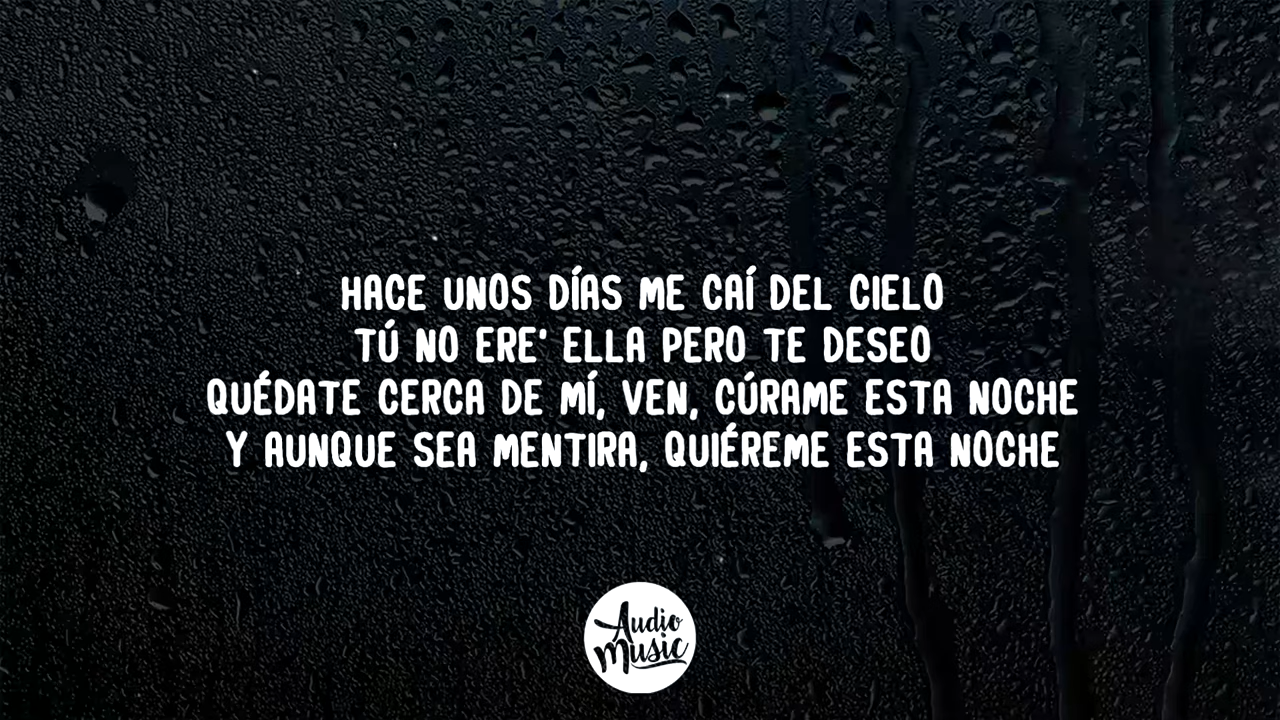 HACE UNOS DÍAS ME CAÍ DEL CIELO
TÚ NO ERE' ELLA PERO TE DESEO
QUÉDATE CERCA DE MÍ, VEN, CÚRAME ESTA NOCHE
Y AUNQUE SEA MENTIRA, QUIÉREME ESTA NOCHE
Audio
Music